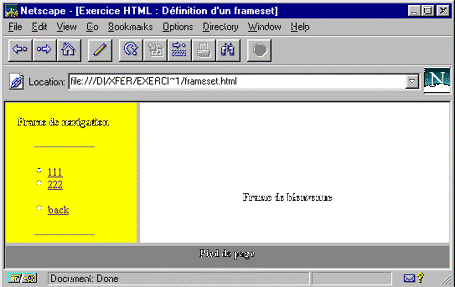 Netscape - [Exercice HTML : Définition d'un frameset]
File Edit View Go Bookmarks Options Directory Window Help
Location: file:///D|/XFER/EXERCI~1/frameset.html
N
Frame de navigation
111
222
back
Frame de bienvenue
Pied de page
Document: Done